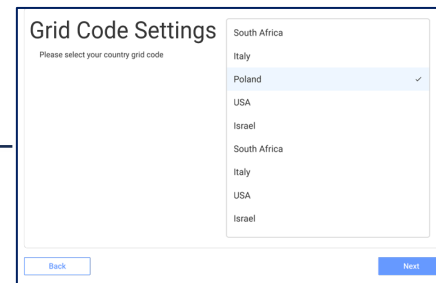 Grid Code Settings
Please select your country grid code
South Africa
Italy
Poland
USA
Israel
South Africa
Italy
USA
Israel
Back
Next